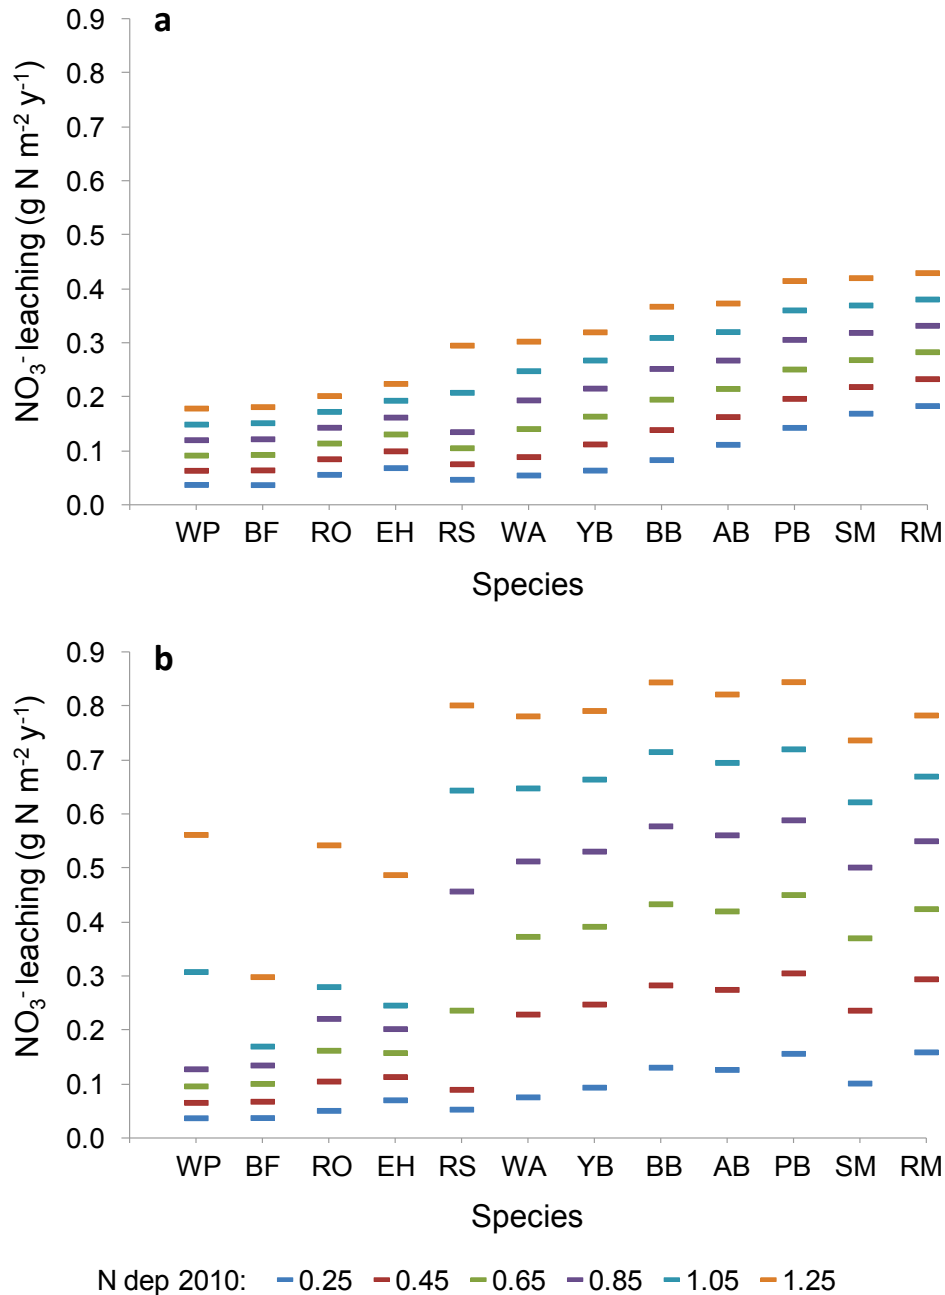 a
NO₃⁻ leaching (g N m⁻² y⁻¹)
0.9
0.8
0.7
0.6
0.5
0.4
0.3
0.2
0.1
0.0
WP BF RO EH RS WA YB BB AB PB SM RM
Species
b
NO₃⁻ leaching (g N m⁻² y⁻¹)
0.9
0.8
0.7
0.6
0.5
0.4
0.3
0.2
0.1
0.0
WP BF RO EH RS WA YB BB AB PB SM RM
Species
N dep 2010: 0.25 0.45 0.65 0.85 1.05 1.25